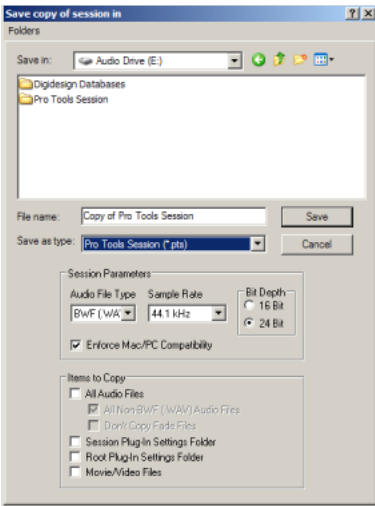 Save copy of session in
Folders
Save in: Audio Drive (E:)
Digidesign Databases
Pro Tools Session
File name: Copy of Pro Tools Session Save
Save as type: Pro Tools Session (*.pts) Cancel
Session Parameters
Audio File Type Sample Rate Bit Depth
16 Bit
BWF (.WA 44.1 kHz
24 Bit
Enforce Mac/PC Compatibility
Items to Copy
All Audio Files
All Non-BWF (.WAV) Audio Files
Don't Copy Fade Files
Session Plug-In Settings Folder
Root Plug-In Settings Folder
Movie/Video Files